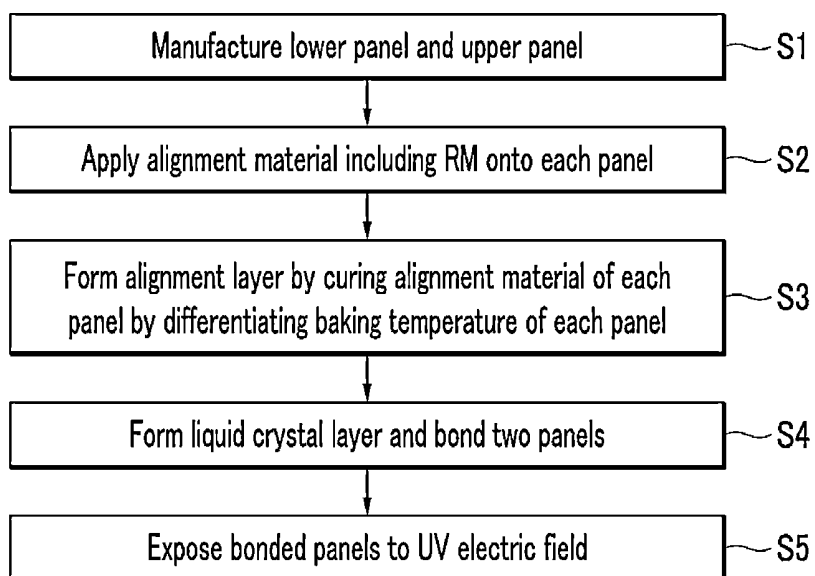 Manufacture lower panel and upper panel S1
Apply alignment material including RM onto each panel S2
Form alignment layer by curing alignment material of each
panel by differentiating baking temperature of each panel S3
Form liquid crystal layer and bond two panels S4
Expose bonded panels to UV electric field S5